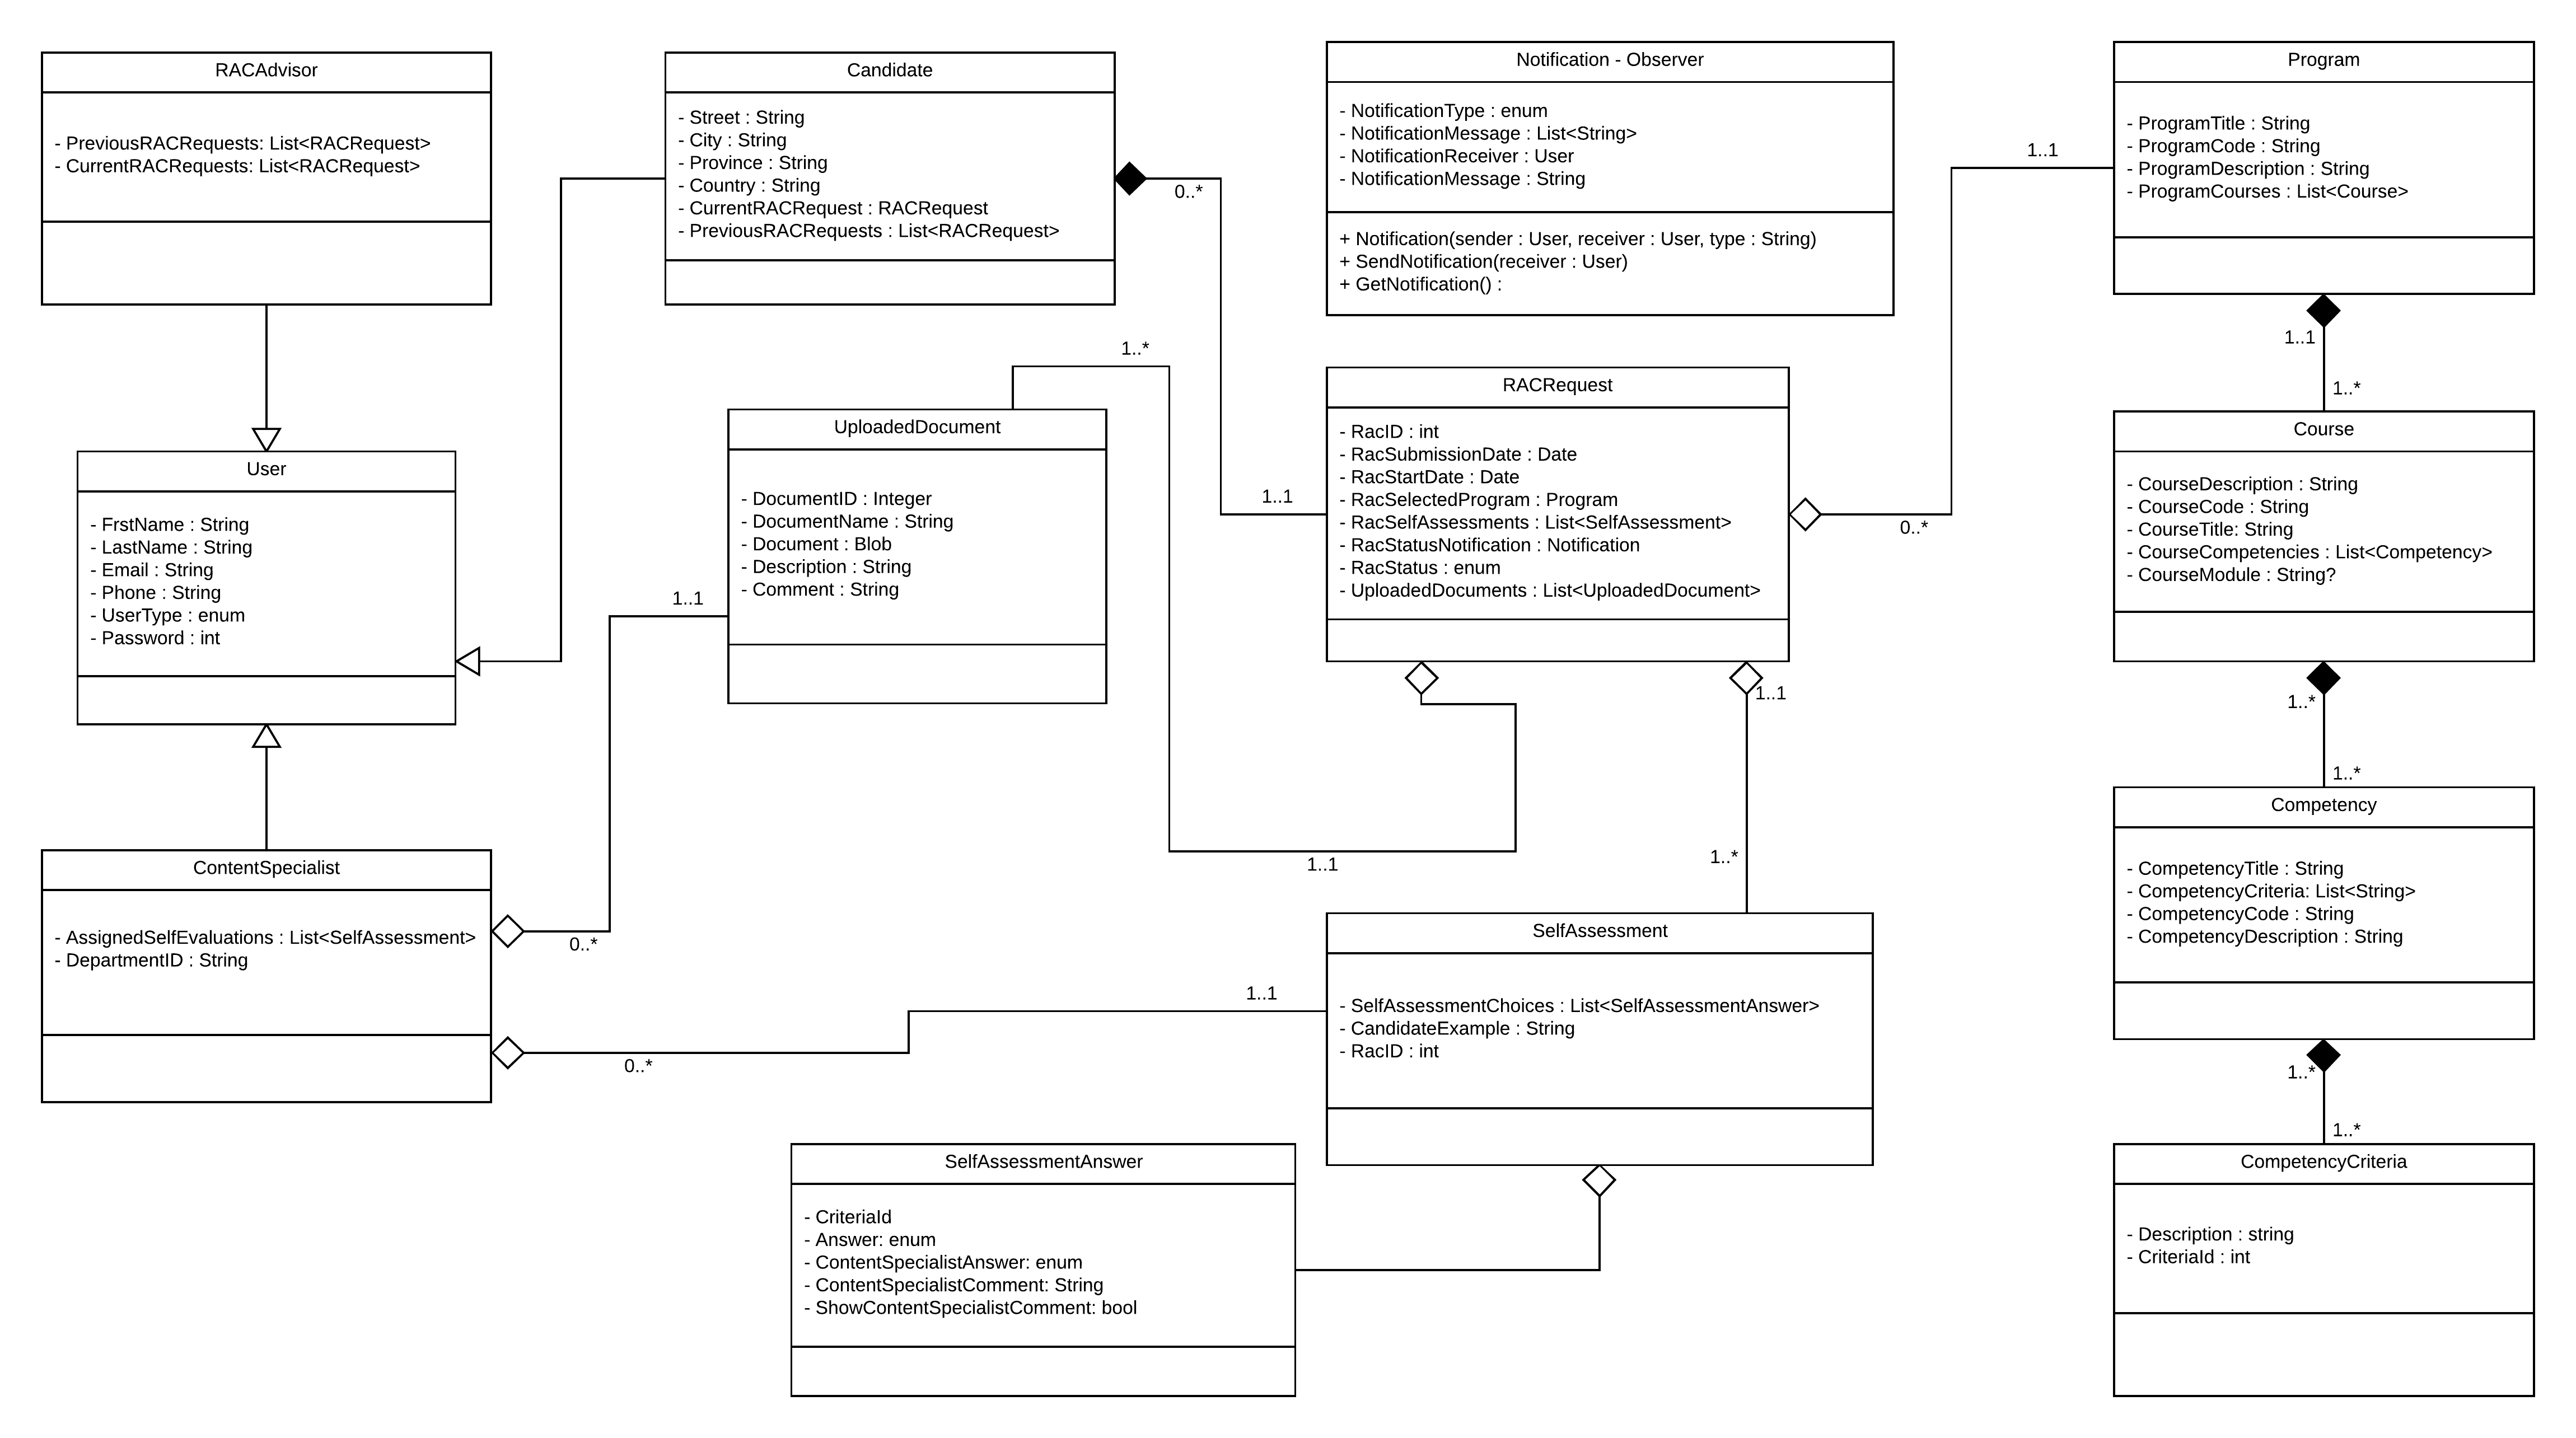 RACAdvisor
- PreviousRACRequests: List<RACRequest>
- CurrentRACRequests: List<RACRequest>
Candidate
- Street : String
- City : String
- Province : String
- Country : String
- CurrentRACRequest : RACRequest
- PreviousRACRequests : List<RACRequest>
0..*
1..1
Notification - Observer
- NotificationType : enum
- NotificationMessage : List<String>
- NotificationReceiver : User
- NotificationMessage : String
+ Notification(sender : User, receiver : User, type : String)
+ SendNotification(receiver : User)
+ GetNotification() :
Program
- ProgramTitle : String
- ProgramCode : String
- ProgramDescription : String
- ProgramCourses : List<Course>
1..1
0..*
1..1
1..*
User
- FrstName : String
- LastName : String
- Email : String
- Phone : String
- UserType : enum
- Password : int
UploadedDocument
- DocumentID : Integer
- DocumentName : String
- Document : Blob
- Description : String
- Comment : String
1..*
1..1
1..1
0..*
RACRequest
- RacID : int
- RacSubmissionDate : Date
- RacStartDate : Date
- RacSelectedProgram : Program
- RacSelfAssessments : List<SelfAssessment>
- RacStatusNotification : Notification
- RacStatus : enum
- UploadedDocuments : List<UploadedDocument>
1..1
1..*
Course
- CourseDescription : String
- CourseCode : String
- CourseTitle: String
- CourseCompetencies : List<Competency>
- CourseModule : String?
1..*
1..*
ContentSpecialist
- AssignedSelfEvaluations : List<SelfAssessment>
- DepartmentID : String
0..*
1..1
SelfAssessment
- SelfAssessmentChoices : List<SelfAssessmentAnswer>
- CandidateExample : String
- RacID : int
Competency
- CompetencyTitle : String
- CompetencyCriteria: List<String>
- CompetencyCode : String
- CompetencyDescription : String
1..*
1..*
SelfAssessmentAnswer
- CriteriaId
- Answer: enum
- ContentSpecialistAnswer: enum
- ContentSpecialistComment: String
- ShowContentSpecialistComment: bool
CompetencyCriteria
- Description : string
- CriteriaId : int